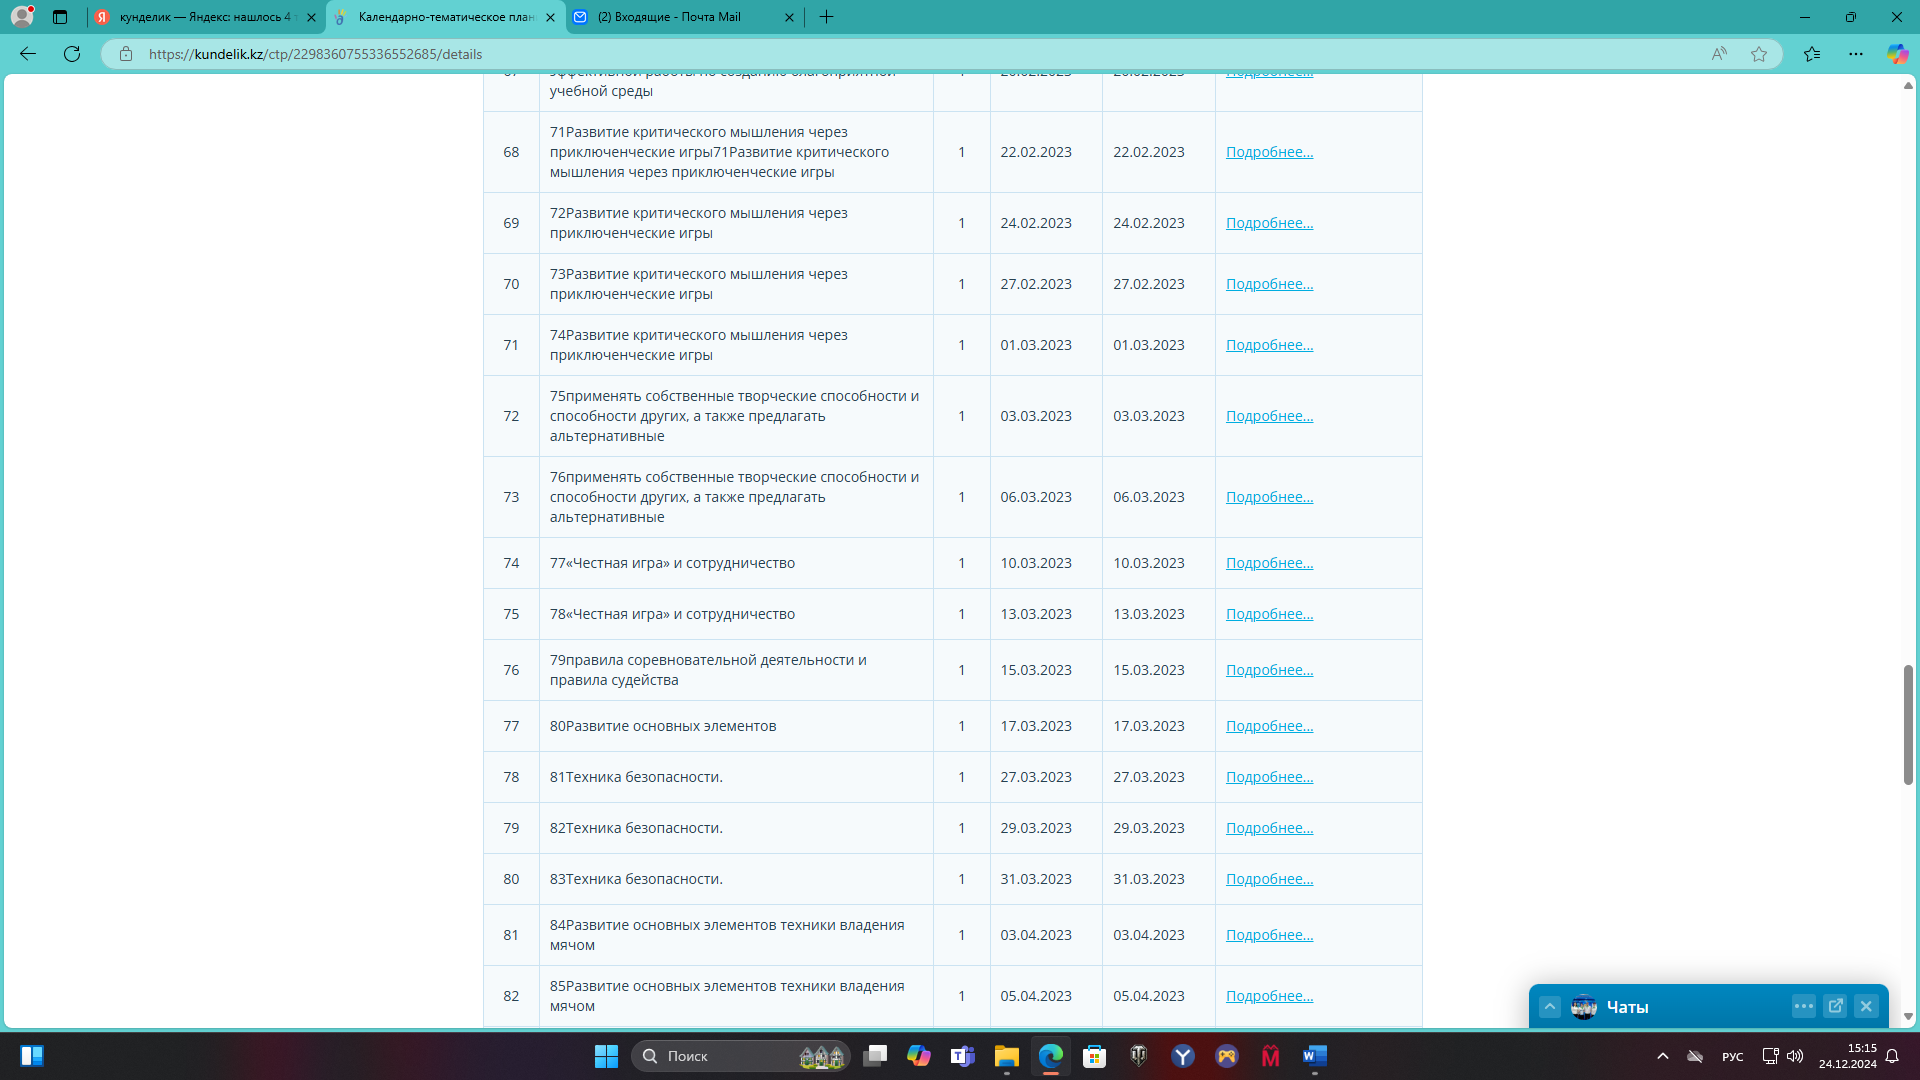 кунделик — Яндекс: нашлось 4 т
Календарно-тематическое план
(2) Входящие - Почта Mail
https://kundelik.kz/ctp/2298360755336552685/details
учебной среды
68
71Развитие критического мышления через
приключенческие игры71Развитие критического
мышления через приключенческие игры
1
22.02.2023
22.02.2023
Подробнее...
69
72Развитие критического мышления через
приключенческие игры
1
24.02.2023
24.02.2023
Подробнее...
70
73Развитие критического мышления через
приключенческие игры
1
27.02.2023
27.02.2023
Подробнее...
71
74Развитие критического мышления через
приключенческие игры
1
01.03.2023
01.03.2023
Подробнее...
72
75применять собственные творческие способности и
способности других, а также предлагать
альтернативные
1
03.03.2023
03.03.2023
Подробнее...
73
76применять собственные творческие способности и
способности других, а также предлагать
альтернативные
1
06.03.2023
06.03.2023
Подробнее...
74
77«Честная игра» и сотрудничество
1
10.03.2023
10.03.2023
Подробнее...
75
78«Честная игра» и сотрудничество
1
13.03.2023
13.03.2023
Подробнее...
76
79правила соревновательной деятельности и
правила судейства
1
15.03.2023
15.03.2023
Подробнее...
77
80Развитие основных элементов
1
17.03.2023
17.03.2023
Подробнее...
78
81Техника безопасности.
1
27.03.2023
27.03.2023
Подробнее...
79
82Техника безопасности.
1
29.03.2023
29.03.2023
Подробнее...
80
83Техника безопасности.
1
31.03.2023
31.03.2023
Подробнее...
81
84Развитие основных элементов техники владения
мячом
1
03.04.2023
03.04.2023
Подробнее...
82
85Развитие основных элементов техники владения
мячом
1
05.04.2023
05.04.2023
Подробнее...
Чаты
Поиск
РУС
15:15
24.12.2024